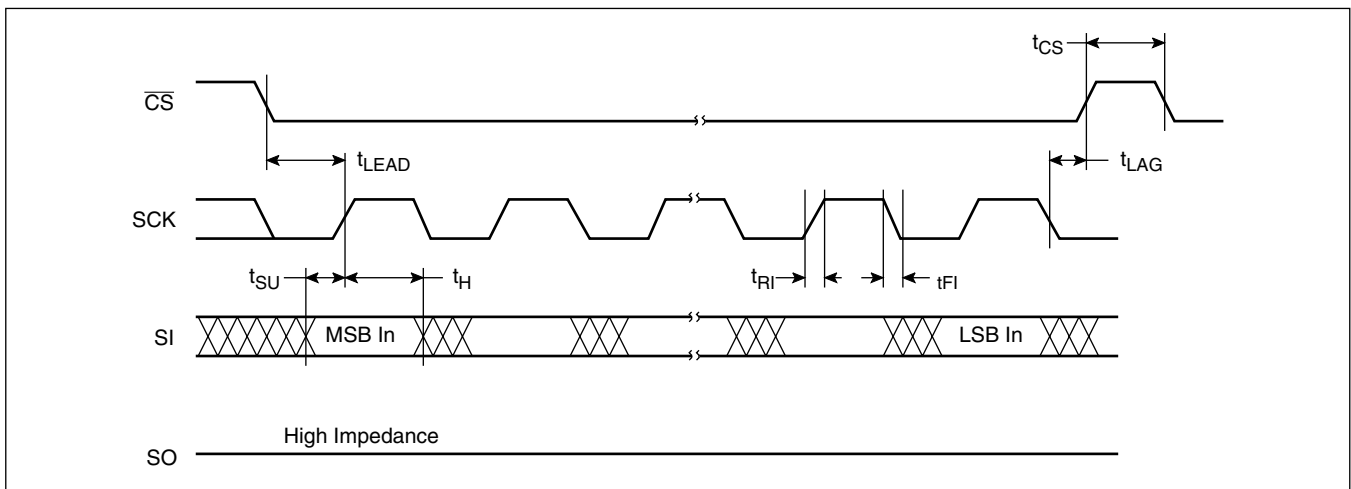 tCS
CS
tLEAD
tLAG
SCK
tSU
tH
tRI
tFI
SI
MSB In
LSB In
High Impedance
SO